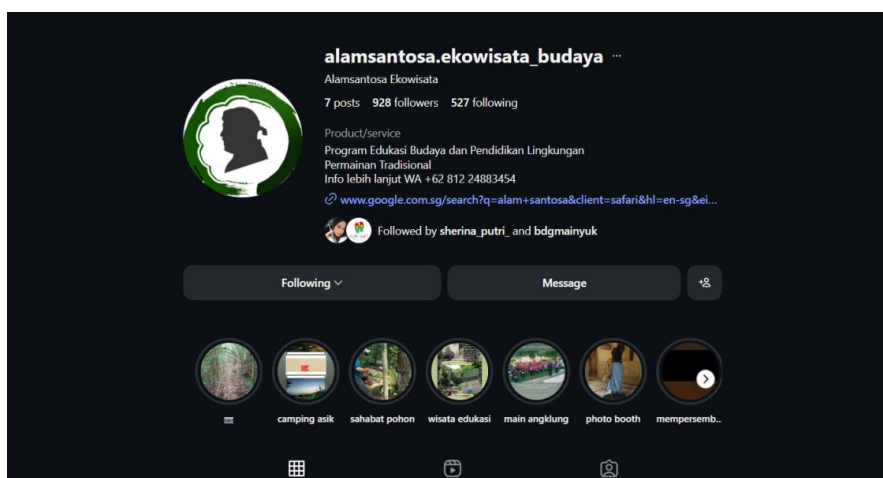 alamsantosa.ekowisata_budaya ...
Alamsantosa Ekowisata
7 posts 928 followers 527 following
Product/service
Program Edukasi Budaya dan Pendidikan Lingkungan
Permainan Tradisional
Info lebih lanjut WA +62 812 24883454
www.google.com.sg/search?q=alam+santosa&client=safari&hl=en-sg&ei...
Followed by sherina_putri_ and bdgmainyuk
Following Message
camping asik sahabat pohon wisata edukasi main angklung photo booth mempersemb...